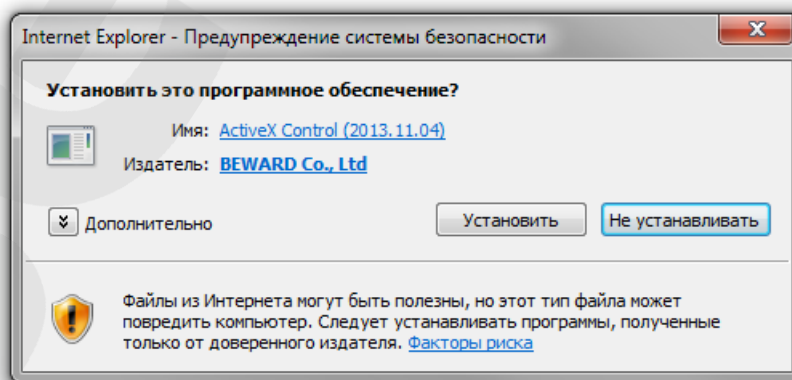 Internet Explorer - Предупреждение системы безопасности
Установить это программное обеспечение?
Имя: ActiveX Control (2013.11.04)
Издатель: BEWARD Co., Ltd
Дополнительно
Установить
Не устанавливать
Файлы из Интернета могут быть полезны, но этот тип файла может
повредить компьютер. Следует устанавливать программы, полученные
только от доверенного издателя. Факторы риска